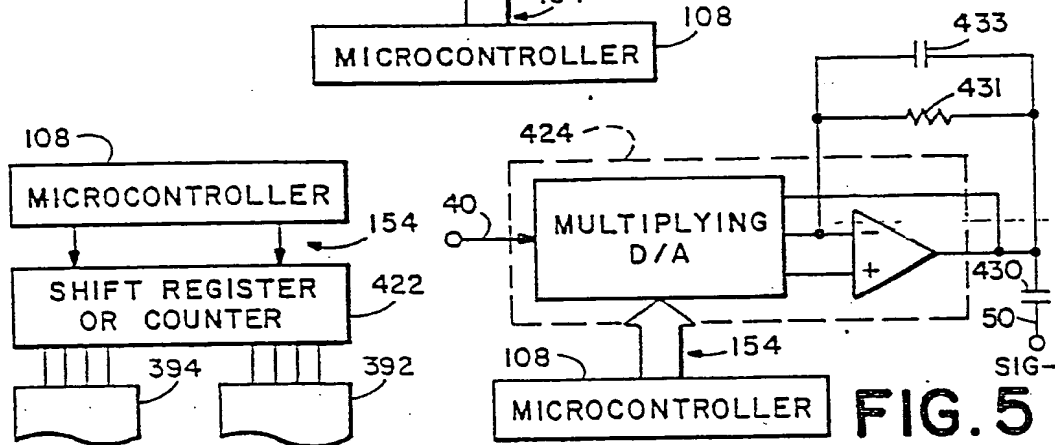 108
MICROCONTROLLER
433
431
424
108
MICROCONTROLLER
154
SHIFT REGISTER
OR COUNTER
422
394
392
40
MULTIPLYING
D/A
−
+
430
50
SIG-
108
154
MICROCONTROLLER
FIG. 5